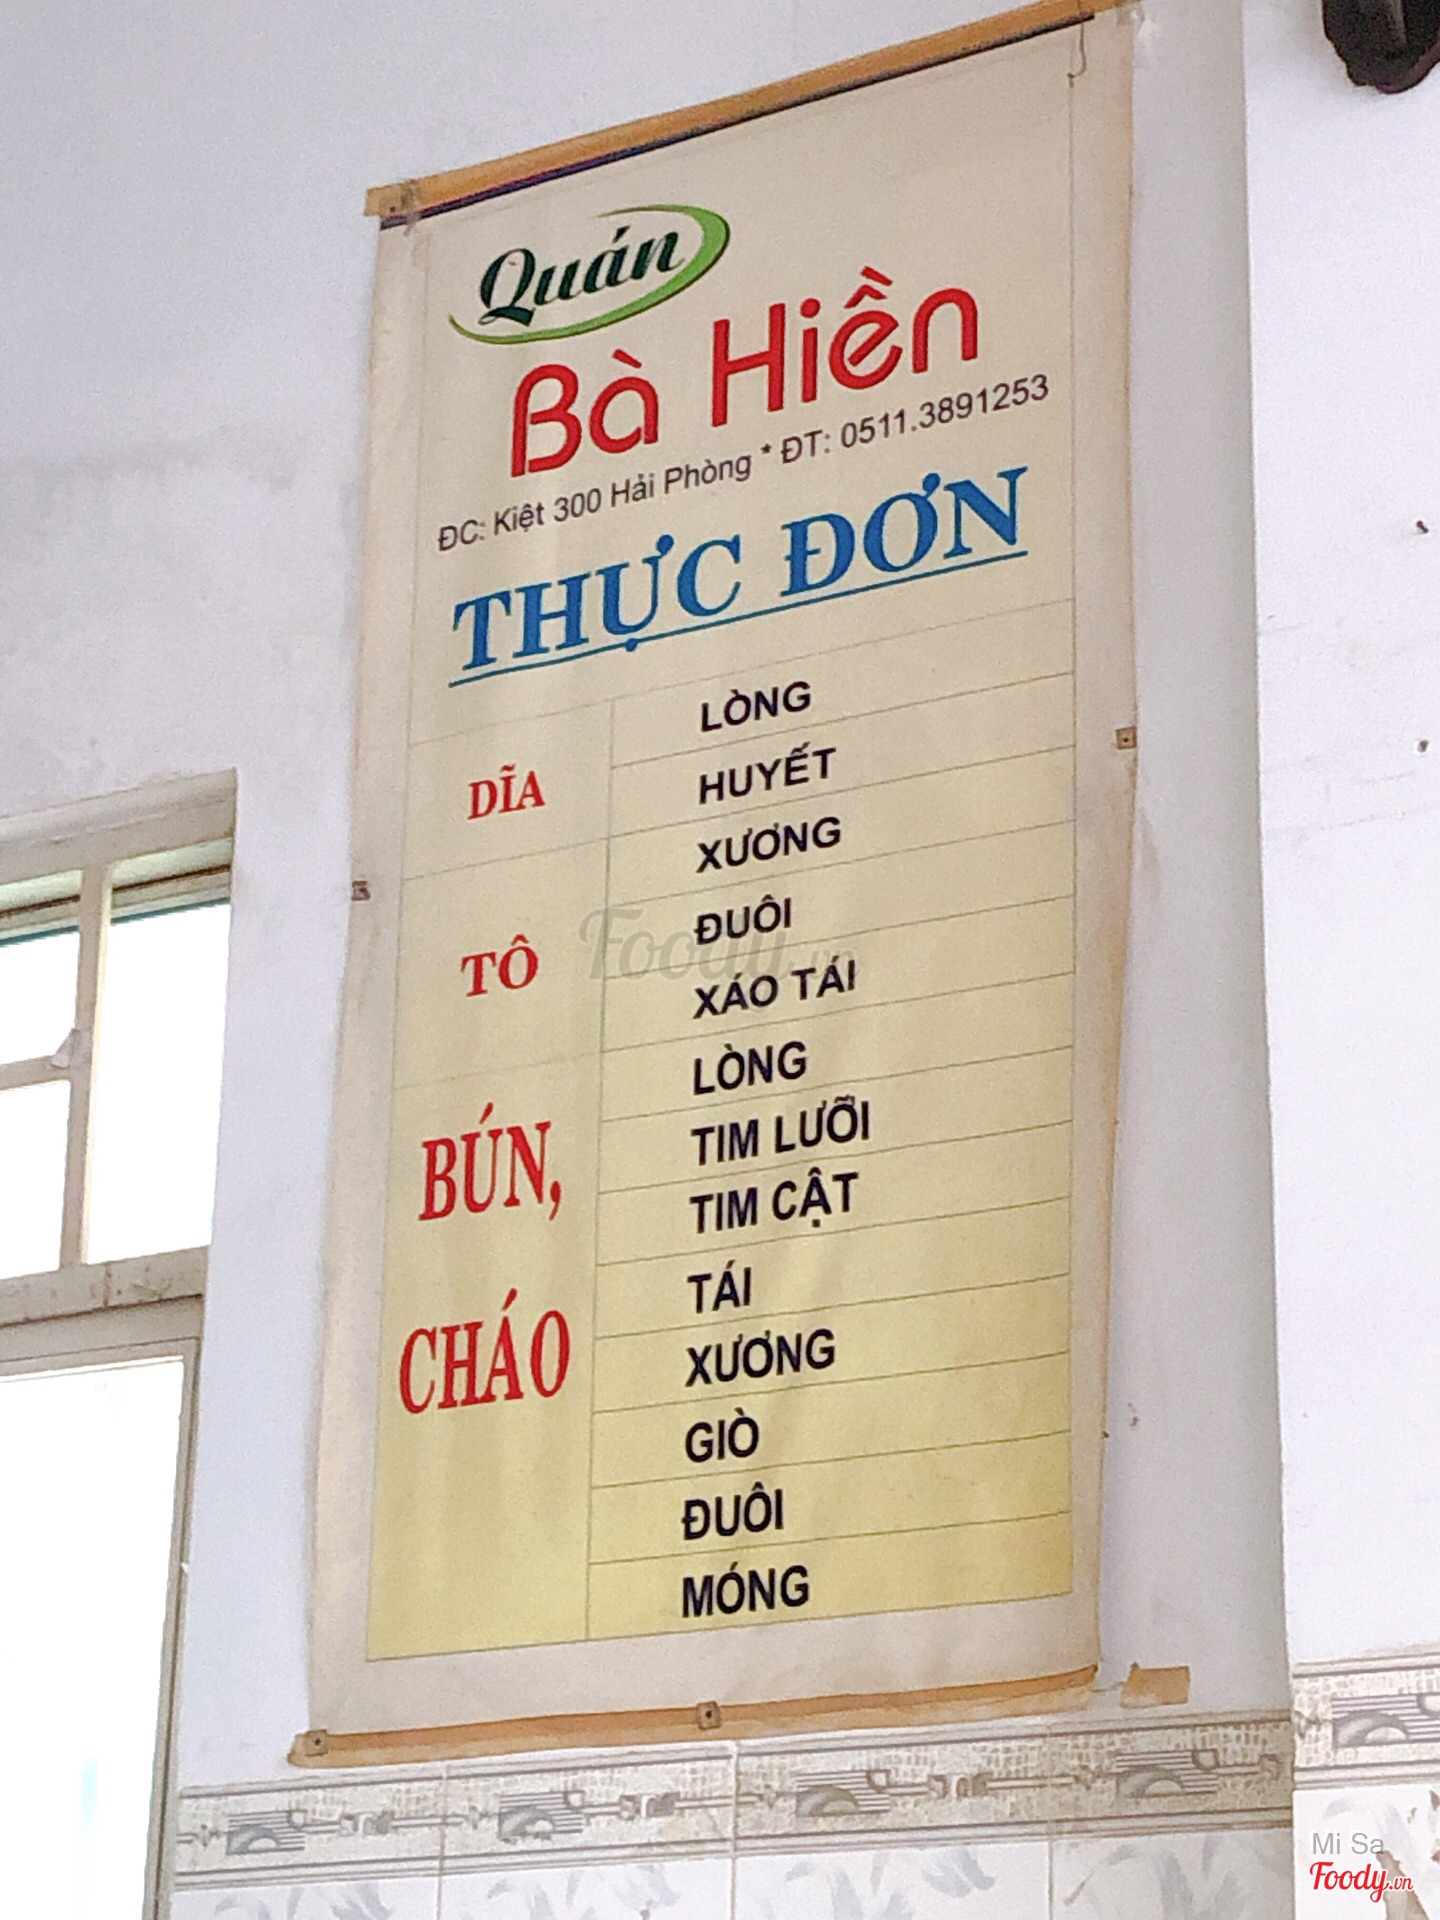 Quán
Bà Hiền
ĐC: Kiệt 300 Hải Phòng * ĐT: 0511.3891253
THỰC ĐƠN
DĨA
LÒNG
HUYẾT
TÔ
XƯƠNG
ĐUÔI
XÁO TÁI
BÚN,
CHÁO
LÒNG
TIM LƯỠI
TIM CẬT
TÁI
XƯƠNG
GIÒ
ĐUÔI
MÓNG
Foody.vn
Mi Sa
Foody.vn